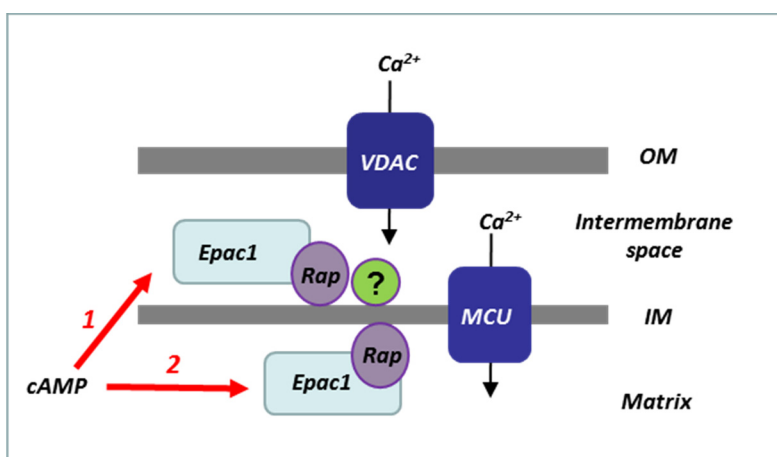 Ca2+
VDAC
OM
Ca2+
Intermembrane
space
Epac1
Rap
?
1
MCU
IM
Rap
2
cAMP
Epac1
Matrix